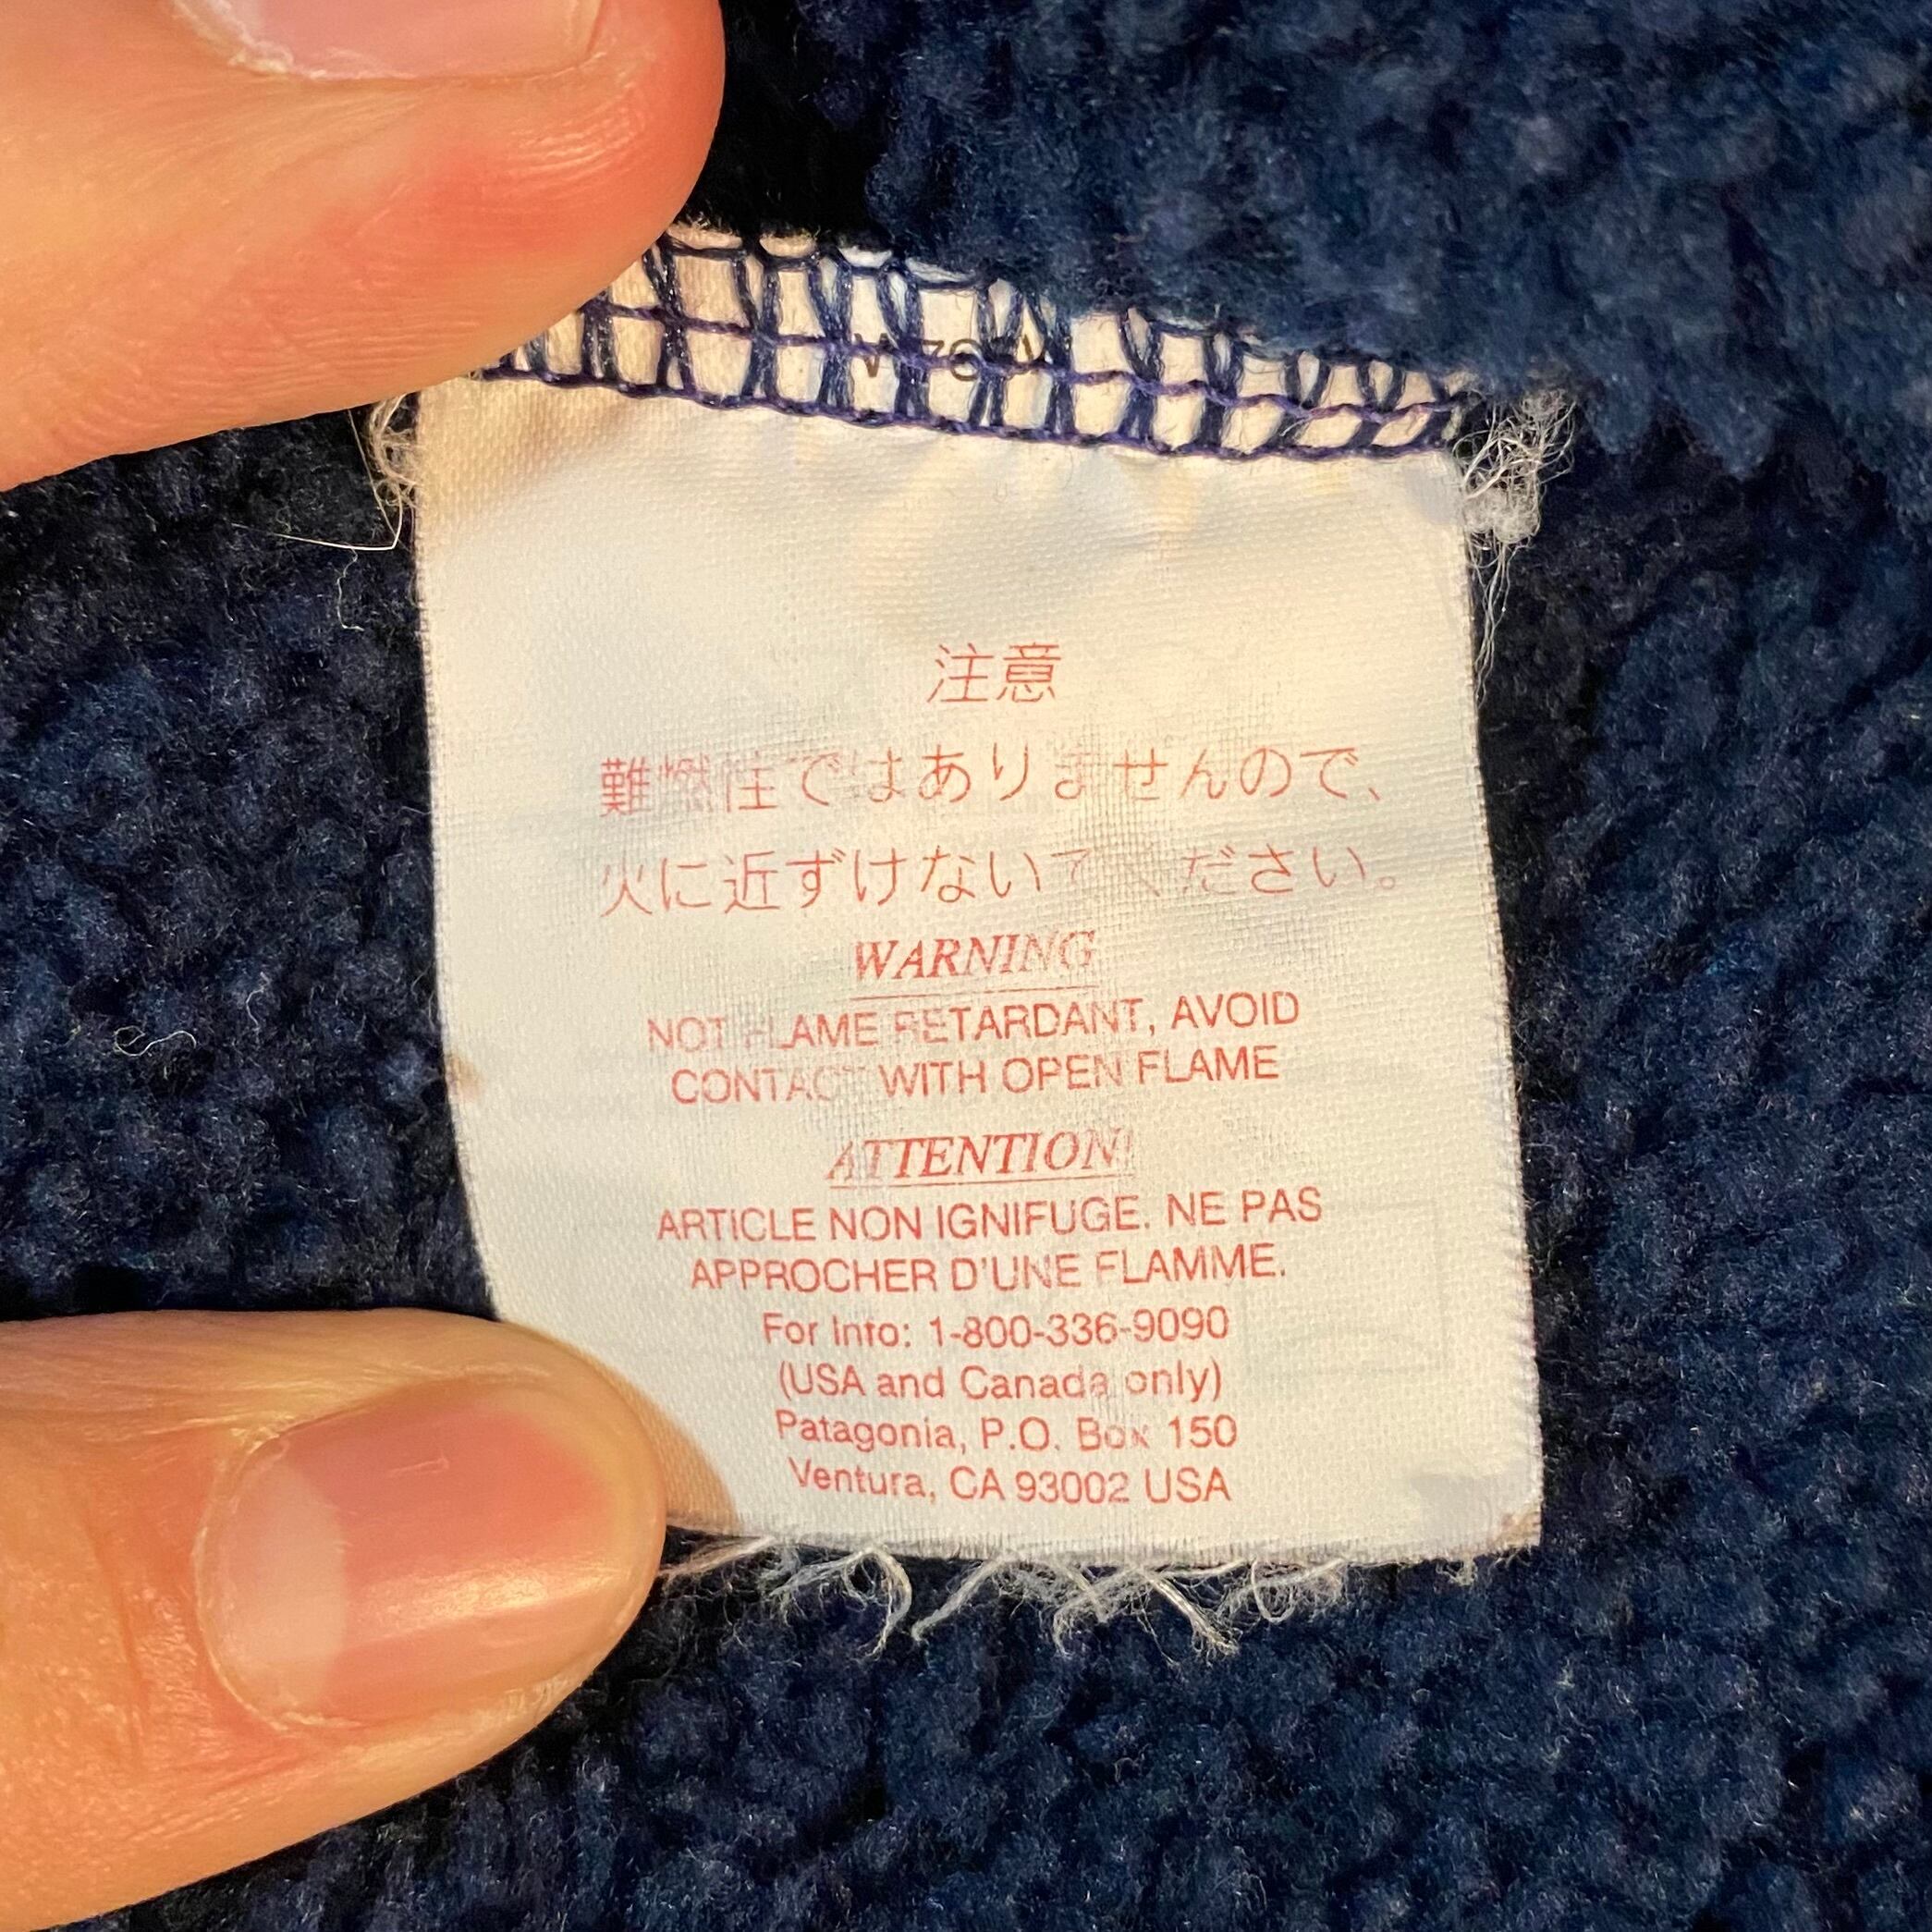 注意
難燃性ではありませんので、
火に近ずけないでください。
WARNING
NOT FLAME RETARDANT, AVOID
CONTACT WITH OPEN FLAME
ATTENTION!
ARTICLE NON IGNIFUGE. NE PAS
APPROCHER D'UNE FLAMME.
For Info: 1-800-336-9090
(USA and Canada only)
Patagonia, P.O. Box 150
Ventura, CA 93002 USA